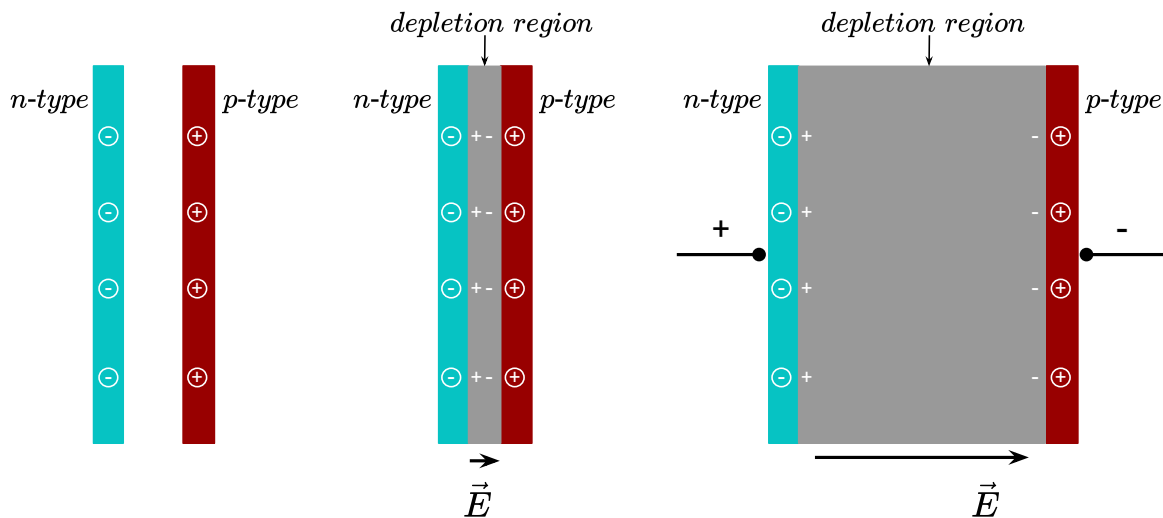 depletion region
depletion region
n-type
p-type
n-type
p-type
n-type
p-type
- + - + - + - + - +
- + - + - + - + - +
+ -
- + - + - + - + - +
- + - + - + - + - +
E⃗
E⃗